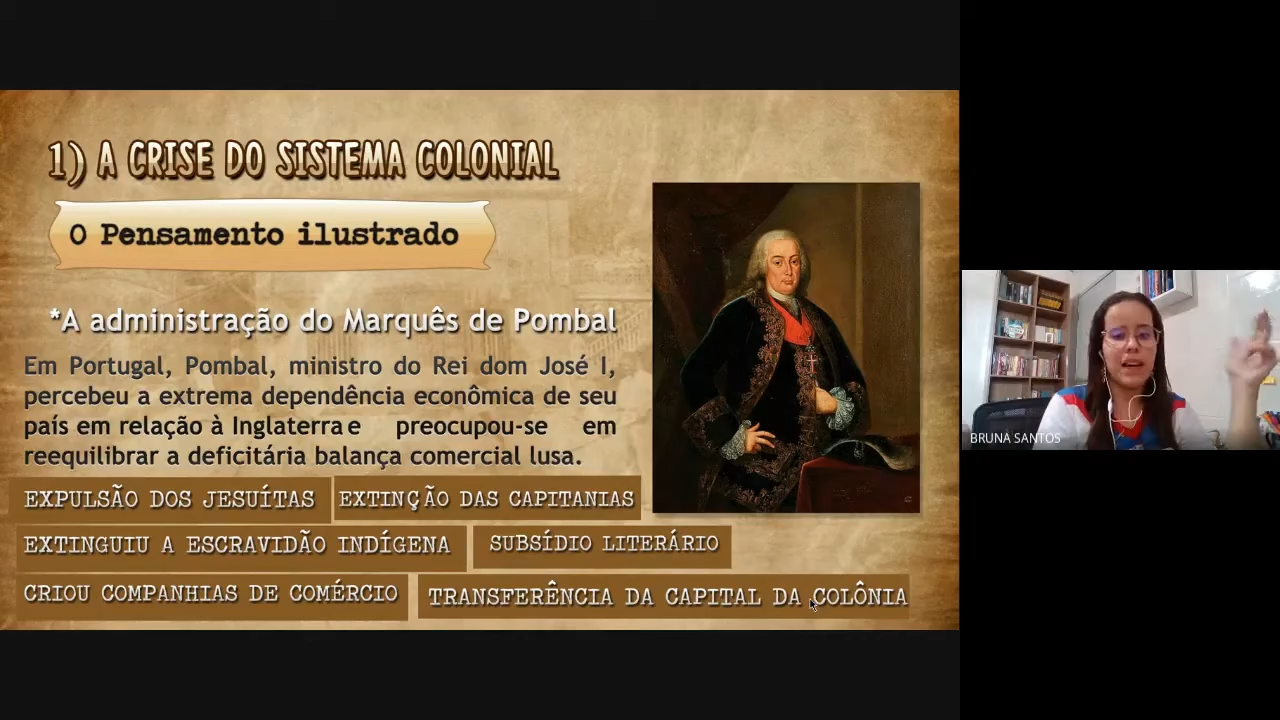 1) A CRISE DO SISTEMA COLONIAL
O Pensamento ilustrado
*A administração do Marquês de Pombal
Em Portugal, Pombal, ministro do Rei dom José I,
percebeu a extrema dependência econômica de seu
país em relação à Inglaterra e preocupou-se em
reequilibrar a deficitária balança comercial lusa.
EXPULSÃO DOS JESUÍTAS EXTINÇÃO DAS CAPITANIAS
EXTINGUIU A ESCRAVIDÃO INDÍGENA SUBSÍDIO LITERÁRIO
CRIOU COMPANHIAS DE COMÉRCIO TRANSFERÊNCIA DA CAPITAL DA COLÔNIA
BRUNA SANTOS